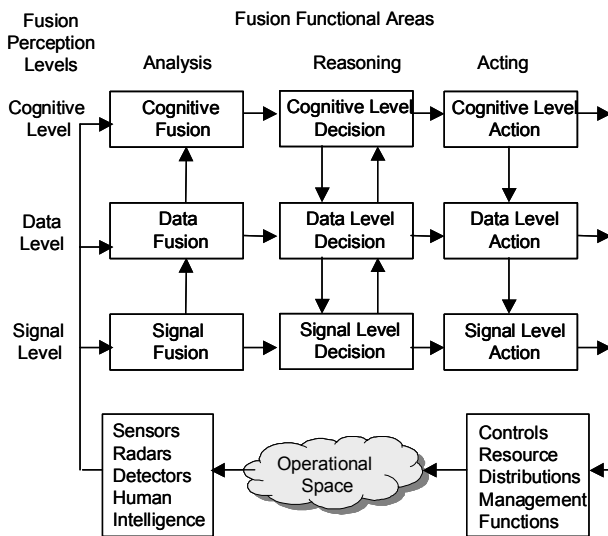 Fusion
Perception
Levels
Fusion Functional Areas
Analysis
Reasoning
Acting
Cognitive
Level
Cognitive
Fusion
Cognitive Level
Decision
Cognitive Level
Action
Data
Level
Data
Fusion
Data Level
Decision
Data Level
Action
Signal
Level
Signal
Fusion
Signal Level
Decision
Signal Level
Action
Sensors
Radars
Detectors
Human
Intelligence
Operational
Space
Controls
Resource
Distributions
Management
Functions